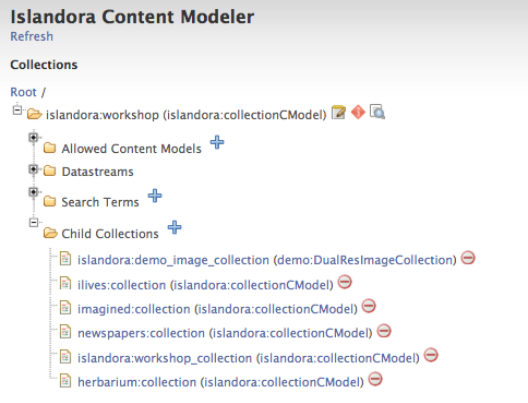 Islandora Content Modeler
Refresh
Collections
Root /
islandora:workshop (islandora:collectionCModel)
Allowed Content Models
Datastreams
Search Terms
Child Collections
islandora:demo_image_collection (demo:DualResImageCollection)
ilives:collection (islandora:collectionCModel)
imagined:collection (islandora:collectionCModel)
newspapers:collection (islandora:collectionCModel)
islandora:workshop_collection (islandora:collectionCModel)
herbarium:collection (islandora:collectionCModel)